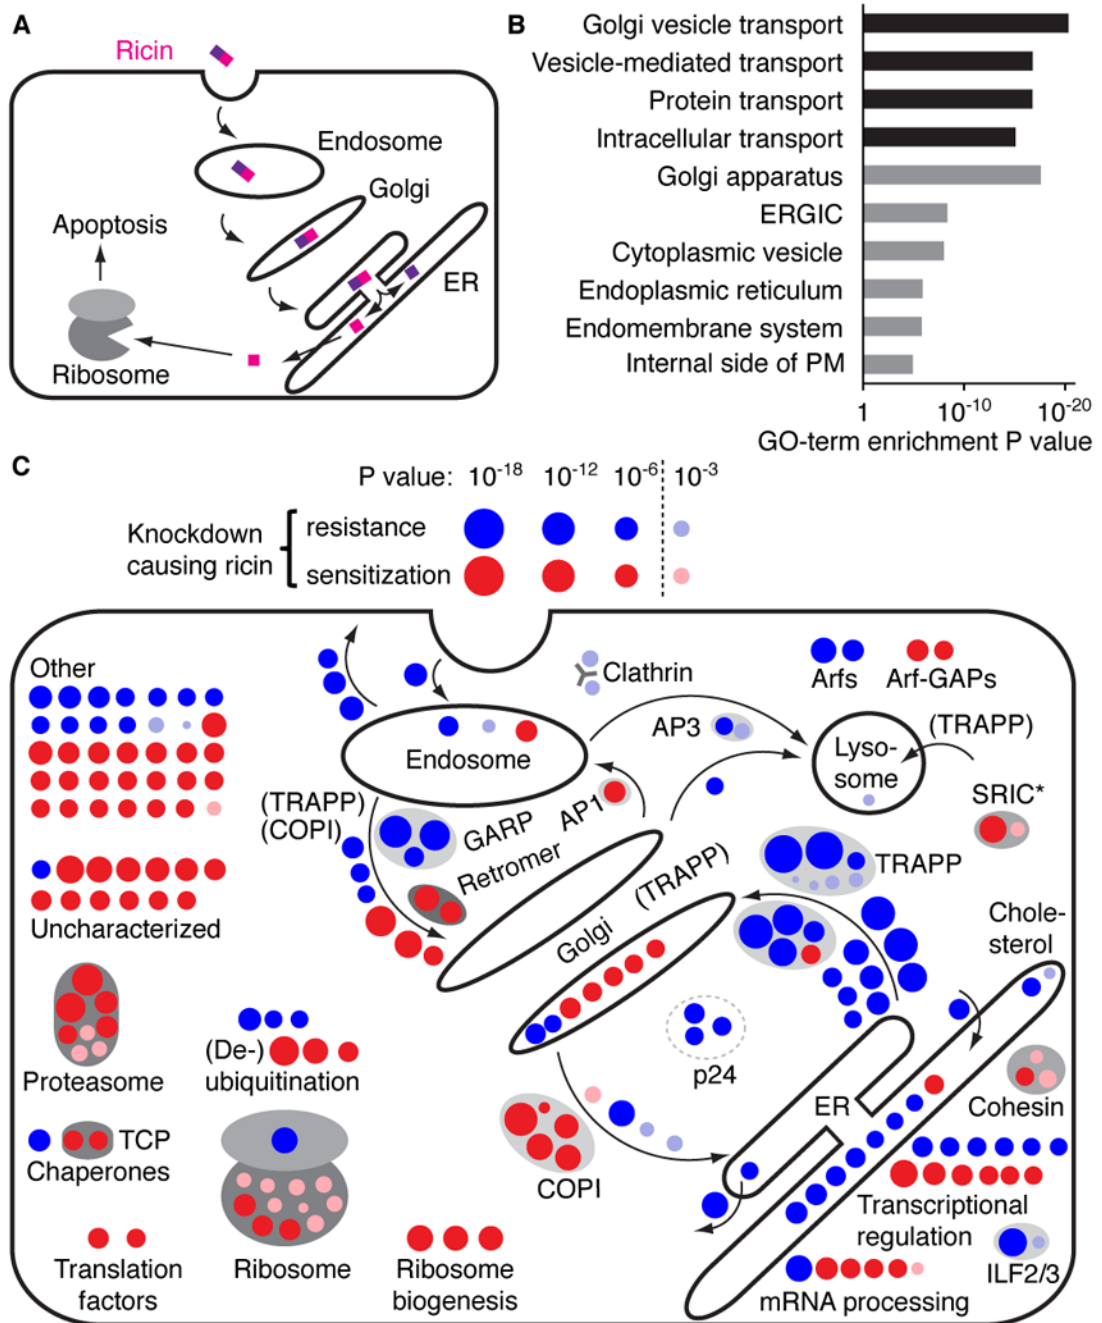 A
Ricin
Endosome
Golgi
Apoptosis
ER
Ribosome
B
Golgi vesicle transport
Vesicle-mediated transport
Protein transport
Intracellular transport
Golgi apparatus
ERGIC
Cytoplasmic vesicle
Endoplasmic reticulum
Endomembrane system
Internal side of PM
1 10-10 10-20
GO-term enrichment P value
C
P value: 10-18 10-12 10-6 10-3
Knockdown
causing ricin
resistance
sensitization
Other
Clathrin
Arfs
Arf-GAPs
Endosome
AP3
Lyso-
some
(TRAPP)
(TRAPP)
(COPI)
GARP
AP1
SRIC*
Retromer
(TRAPP)
TRAPP
Golgi
Chole-
sterol
Uncharacterized
Proteasome
(De-)
ubiquitination
p24
ER
Cohesin
TCP
Chaperones
COPI
Transcriptional
regulation
ILF2/3
Translation
factors
Ribosome
Ribosome
biogenesis
mRNA processing